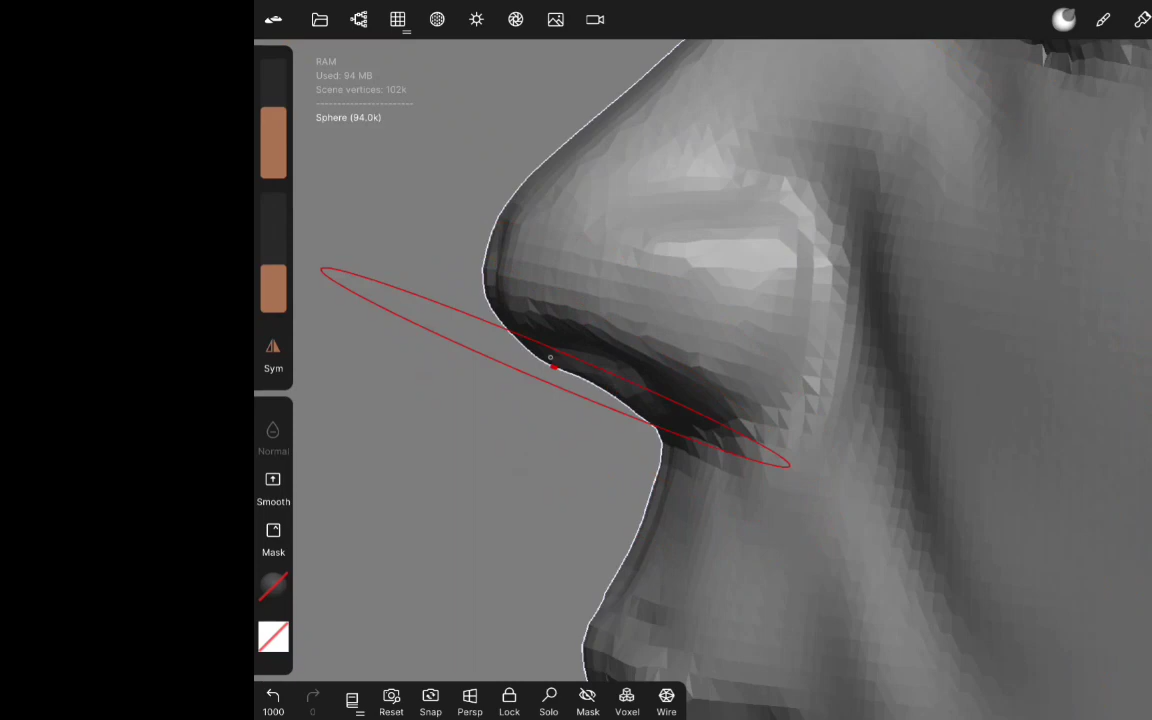 RAM
Used: 94 MB
Scene vertices: 102k
--------------------------
Sphere (94.0k)
Sym
Normal
Smooth
Mask
1000
0
Reset
Snap
Persp
Lock
Solo
Mask
Voxel
Wire